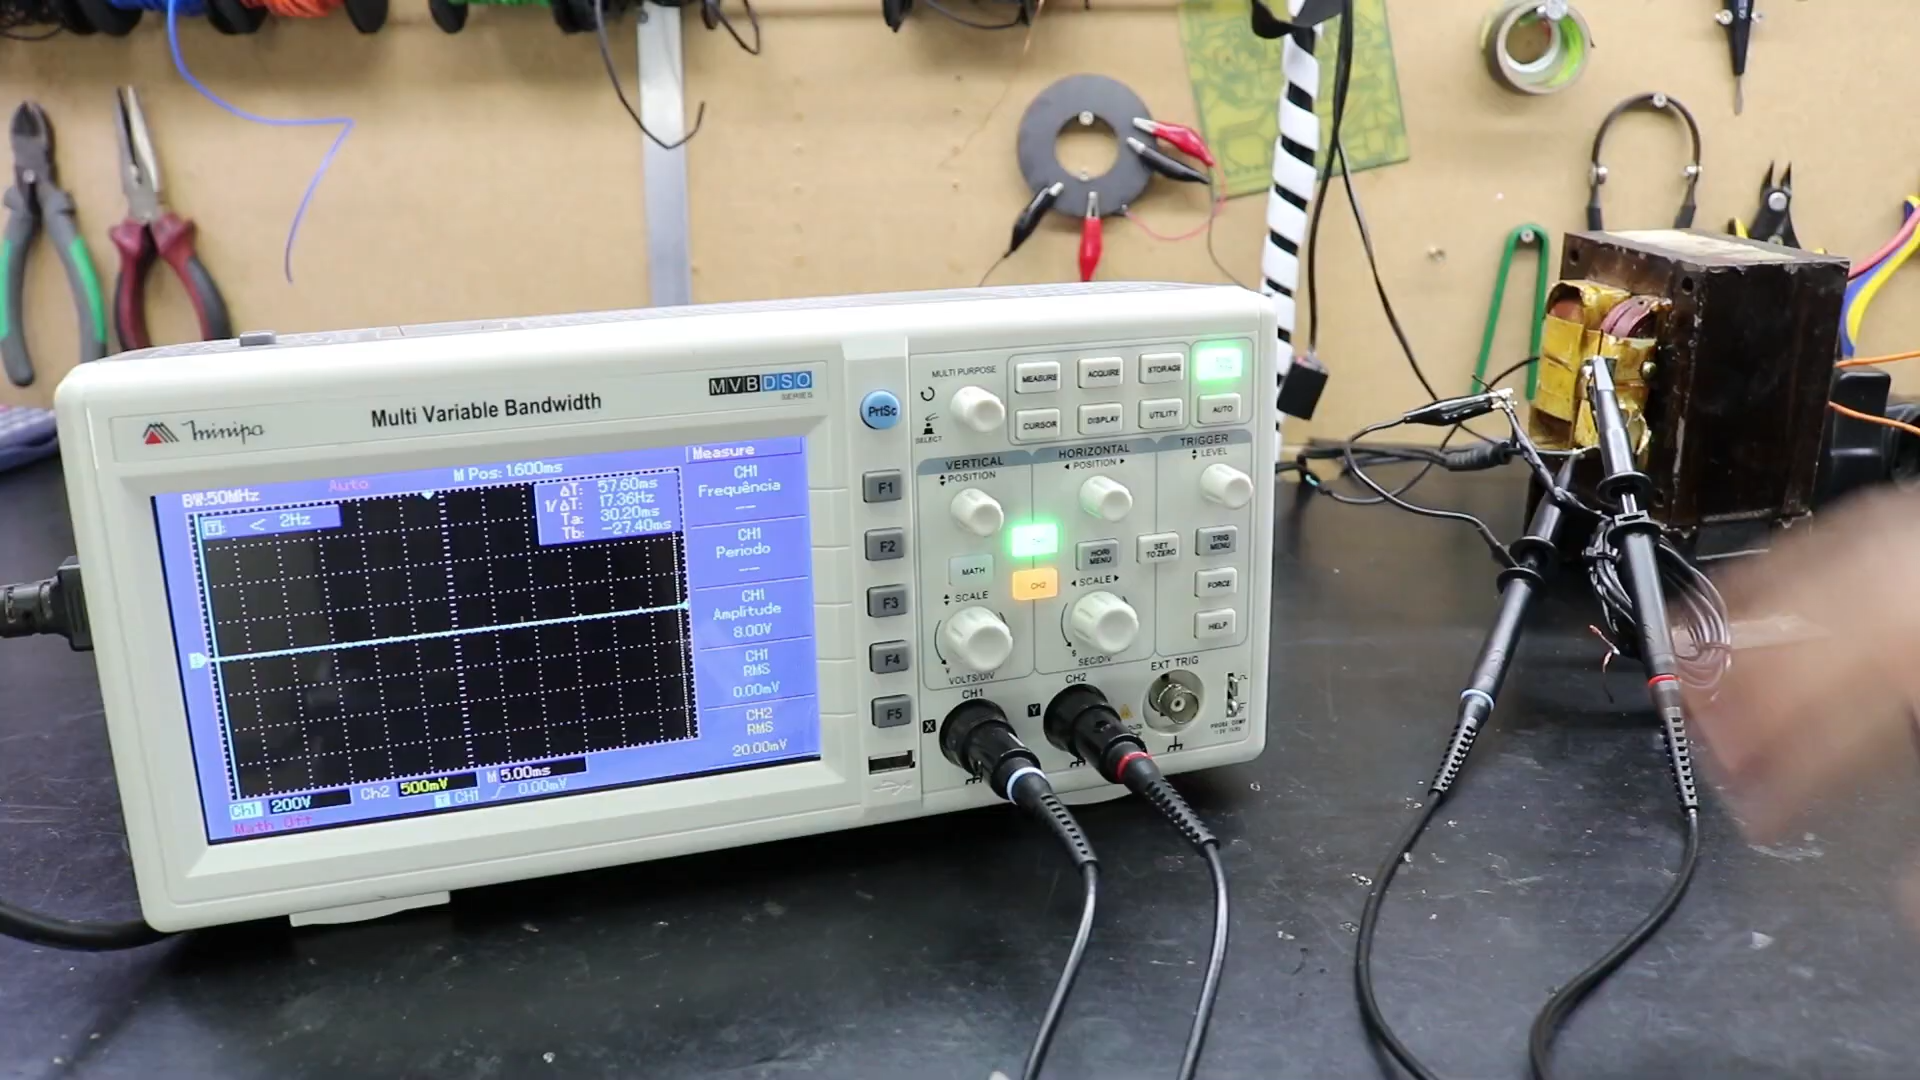 minipa
Multi Variable Bandwidth
MVB DSO
SERIES
BW:50MHz
Auto
M Pos: 1.600ms
Measure
< 2Hz
ΔT: 57.60ms
1/ΔT: 17.36Hz
Ta: 30.20ms
Tb: -27.40ms
CH1
Frequência
----
CH1
Periodo
----
CH1
Amplitude
8.00V
CH1
RMS
0.00mV
CH2
RMS
20.00mV
Ch1 200V
Ch2 500mV
M 5.00ms
CH1
0.00mV
Math Off
PrtSc
F1
F2
F3
F4
F5
MULTI PURPOSE
SELECT
MEASURE
ACQUIRE
STORAGE
CURSOR
DISPLAY
UTILITY
AUTO
VERTICAL
POSITION
HORIZONTAL
POSITION
TRIGGER
LEVEL
MATH
CH2
HORI MENU
SET TO ZERO
TRIG MENU
FORCE
HELP
SCALE
VOLTS/DIV
SCALE
S
SEC/DIV
CH1
CH2
EXT TRIG
X
Y